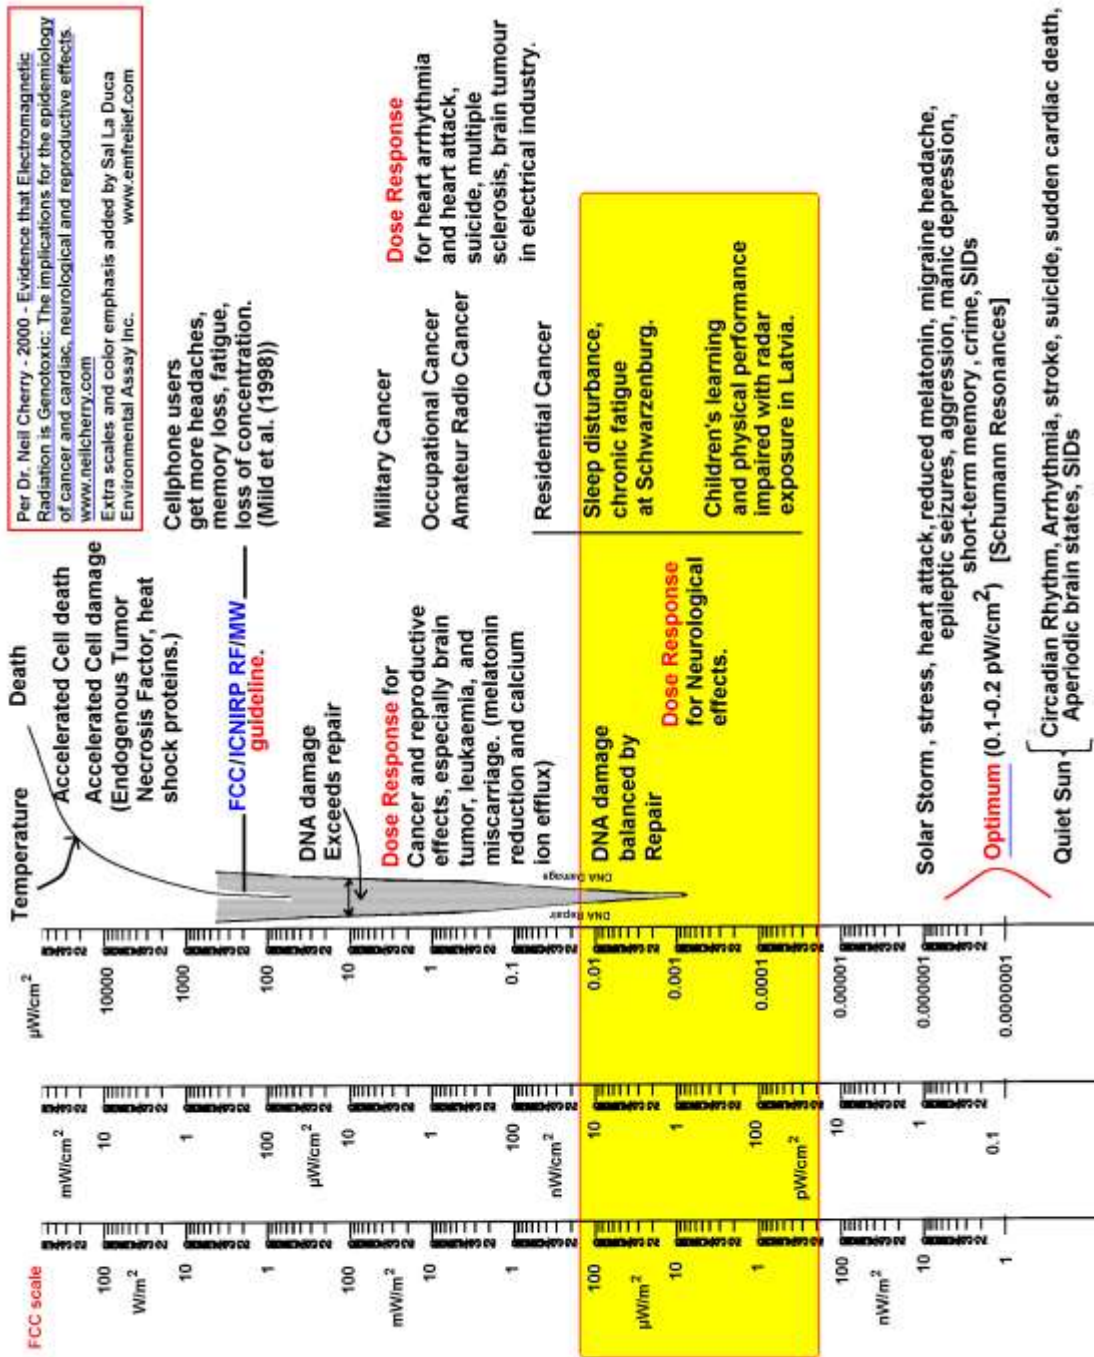 FCC scale
100
W/m²
10
1
100
mW/m²
10
1
100
µW/m²
10
1
100
nW/m²
10
1
mW/cm²
10
1
100
µW/cm²
10
1
100
nW/cm²
10
1
100
pW/cm²
10
1
0.1
µW/cm²
10000
1000
100
10
1
0.1
0.01
0.001
0.0001
0.00001
0.000001
0.0000001
Temperature
Death
Accelerated Cell death
Accelerated Cell damage
(Endogenous Tumor
Necrosis Factor, heat
shock proteins.)
Per Dr. Neil Cherry - 2000 - Evidence that Electromagnetic
Radiation is Genotoxic: The implications for the epidemiology
of cancer and cardiac, neurological and reproductive effects.
www.neilcherry.com
Extra scales and color emphasis added by Sal La Duca
Environmental Assay Inc. www.emfrelief.com
FCC/ICNIRP RF/MW
guideline.
Cellphone users
get more headaches,
memory loss, fatigue,
loss of concentration.
(Mild et al. (1998))
DNA damage
Exceeds repair
DNA Repair
DNA Damage
Dose Response for
Cancer and reproductive
effects, especially brain
tumor, leukaemia, and
miscarriage. (melatonin
reduction and calcium
ion efflux)
Military Cancer
Occupational Cancer
Amateur Radio Cancer
Dose Response
for heart arrhythmia
and heart attack,
suicide, multiple
sclerosis, brain tumour
in electrical industry.
Residential Cancer
DNA damage
balanced by
Repair
Sleep disturbance,
chronic fatigue
at Schwarzenburg.
Dose Response
for Neurological
effects.
Children's learning
and physical performance
impaired with radar
exposure in Latvia.
Solar Storm, stress, heart attack, reduced melatonin, migraine headache,
epileptic seizures, aggression, manic depression,
short-term memory, crime, SIDs
Optimum (0.1-0.2 pW/cm²) [Schumann Resonances]
Quiet Sun
Circadian Rhythm, Arrhythmia, stroke, suicide, sudden cardiac death,
Aperiodic brain states, SIDs